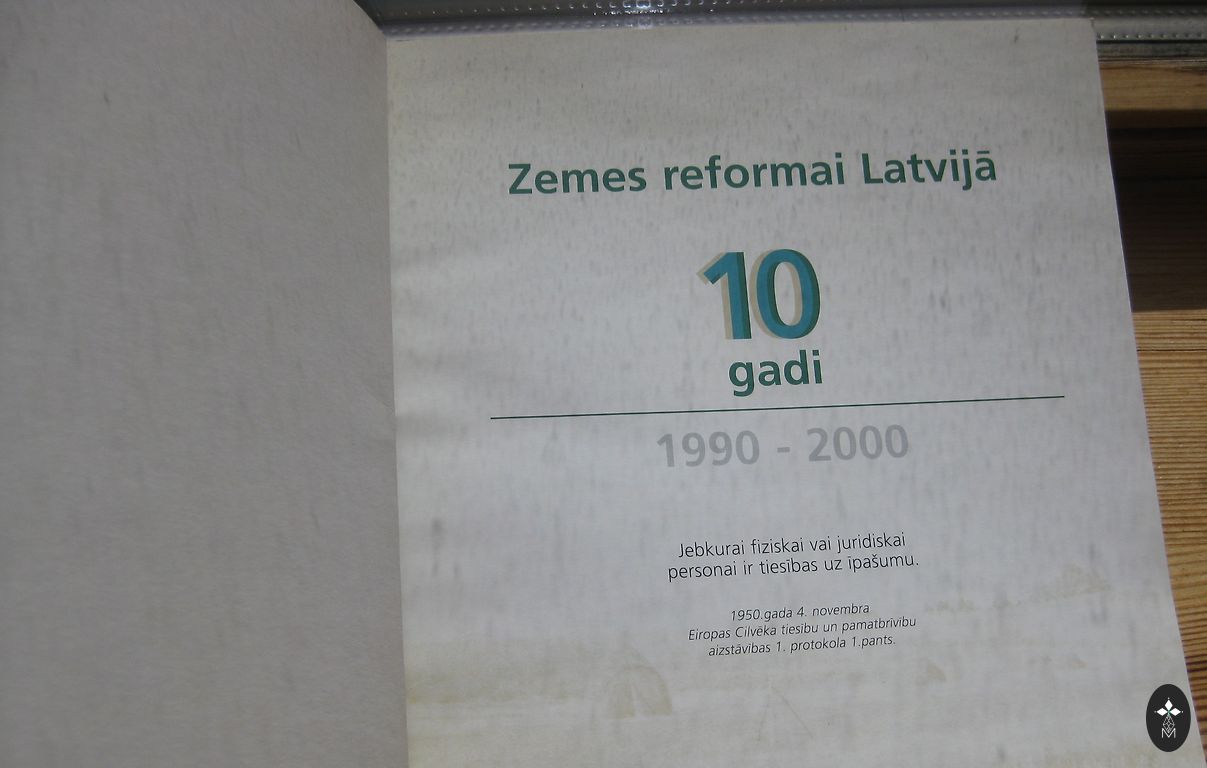 Zemes reformai Latvijā
10
gadi
1990 - 2000
Jebkurai fiziskai vai juridiskai
personai ir tiesības uz īpašumu.
1950.gada 4. novembra
Eiropas Cilvēka tiesību un pamatbrīvību
aizstāvības 1. protokola 1.pants.
M